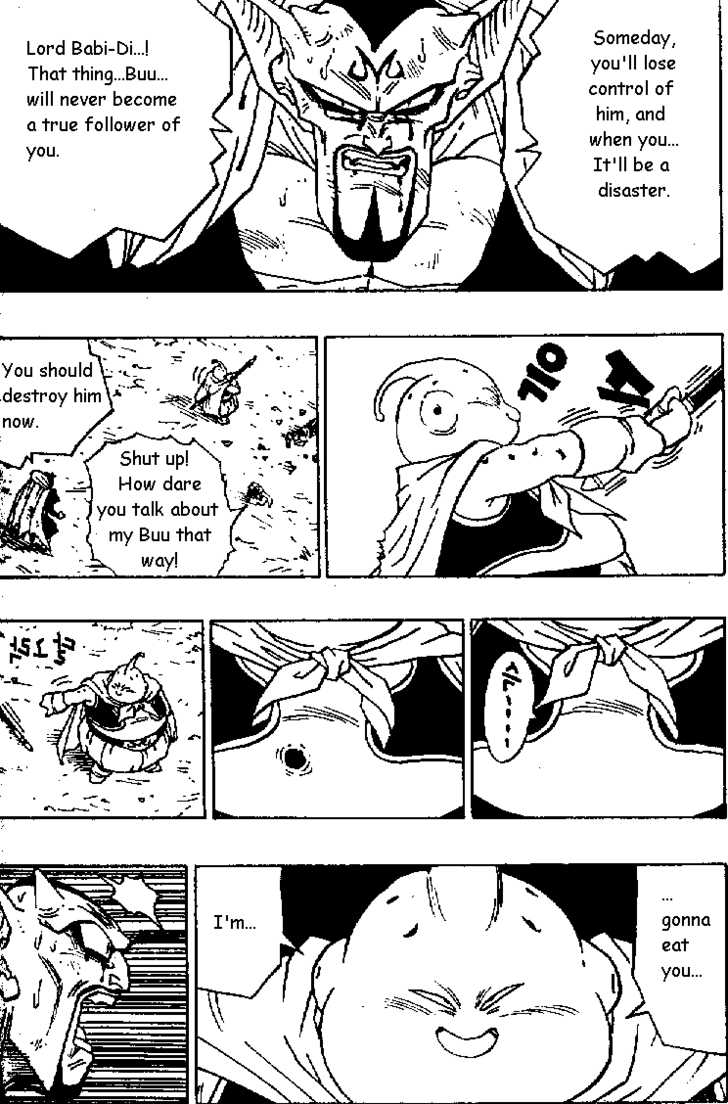 Lord Babi-Di...!
That thing...Buu...
will never become
a true follower of
you.
Someday,
you'll lose
control of
him, and
when you...
It'll be a
disaster.
You should
destroy him
now.
Shut up!
How dare
you talk about
my Buu that
way!
I'm...
...
gonna
eat
you...